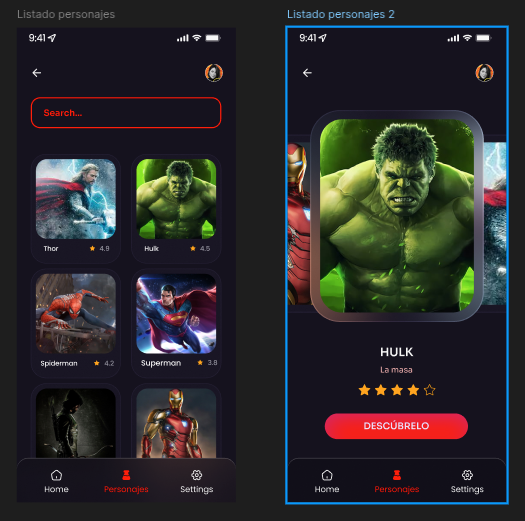 Listado personajes
9:41
Search...
Thor
4.9
Hulk
4.5
Spiderman
4.2
Superman
3.8
Home
Personajes
Settings
Listado personajes 2
9:41
HULK
La masa
DESCÚBRELO
Home
Personajes
Settings